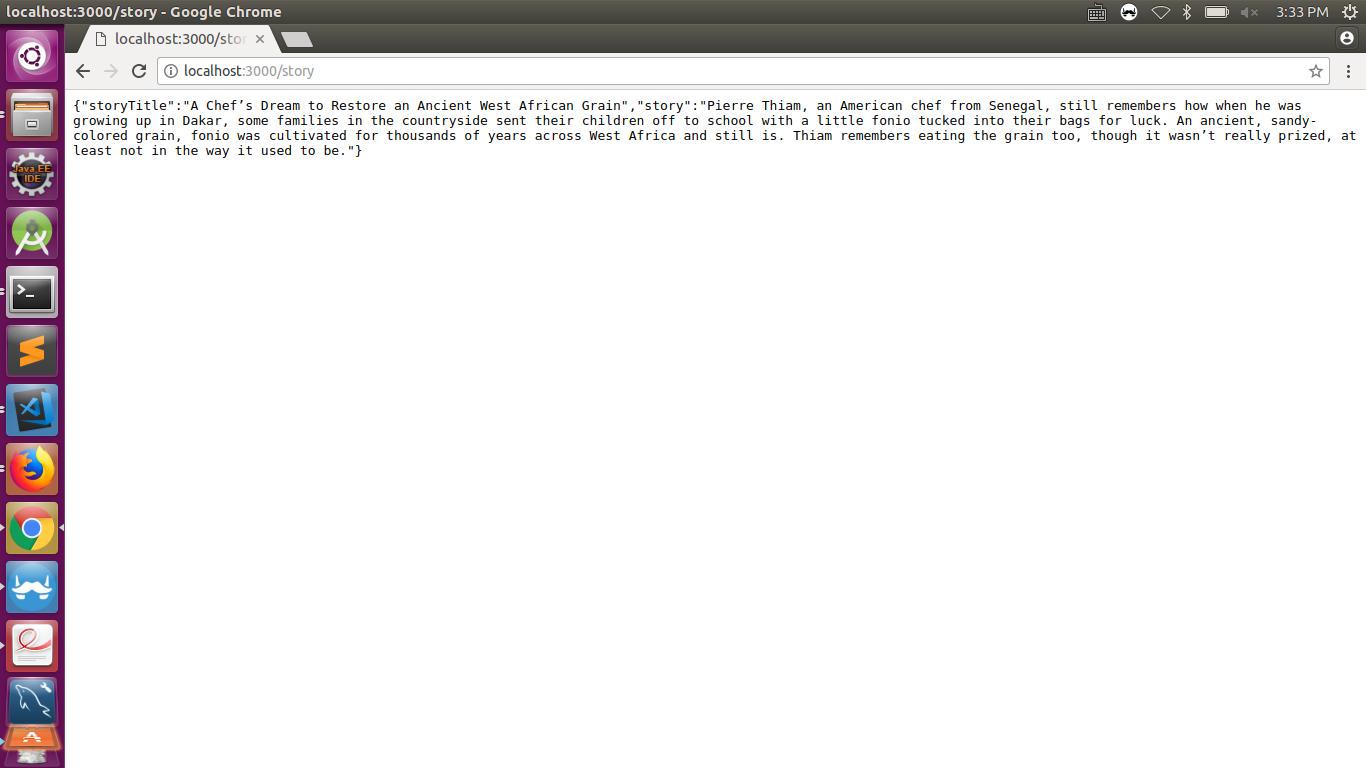 localhost:3000/story - Google Chrome
3:33 PM
localhost:3000/stor
localhost:3000/story
{"storyTitle":"A Chef’s Dream to Restore an Ancient West African Grain","story":"Pierre Thiam, an American chef from Senegal, still remembers how when he was
growing up in Dakar, some families in the countryside sent their children off to school with a little fonio tucked into their bags for luck. An ancient, sandy-
colored grain, fonio was cultivated for thousands of years across West Africa and still is. Thiam remembers eating the grain too, though it wasn’t really prized, at
least not in the way it used to be."}
Java EE
IDE